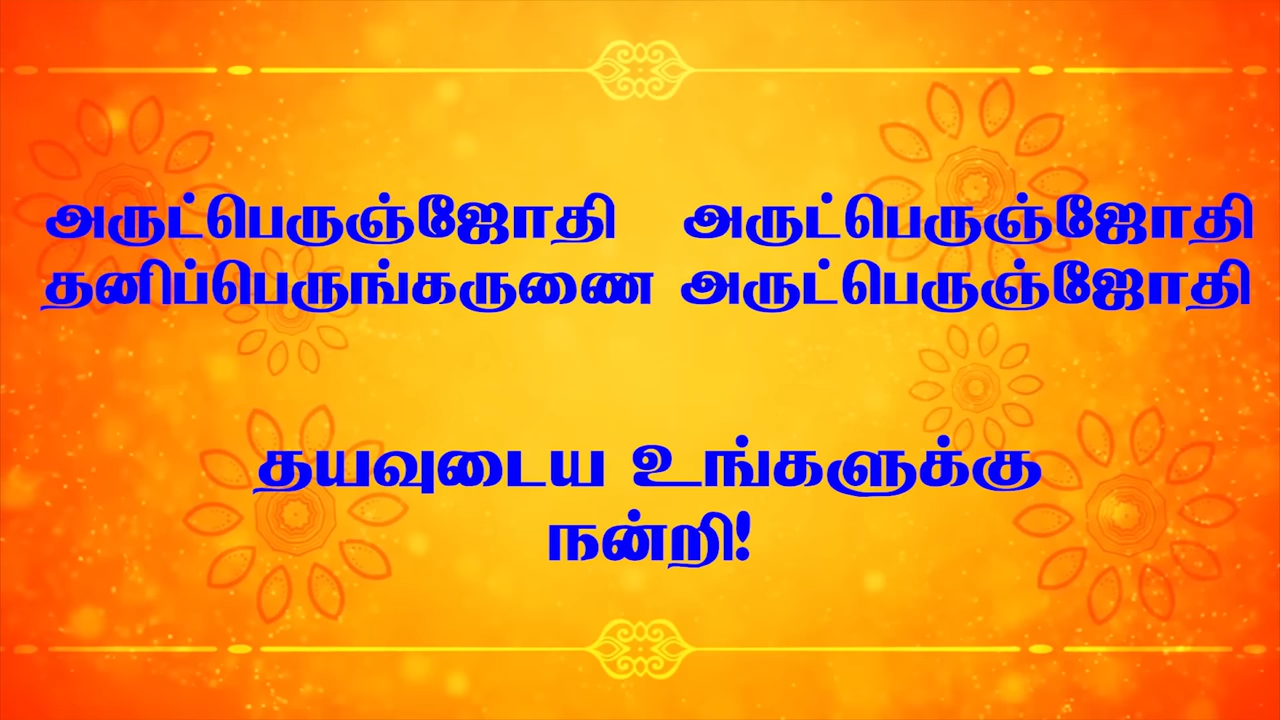 அருட்பெருஞ்ஜோதி அருட்பெருஞ்ஜோதி
தனிப்பெருங்கருணை அருட்பெருஞ்ஜோதி
தயவுடைய உங்களுக்கு
நன்றி!